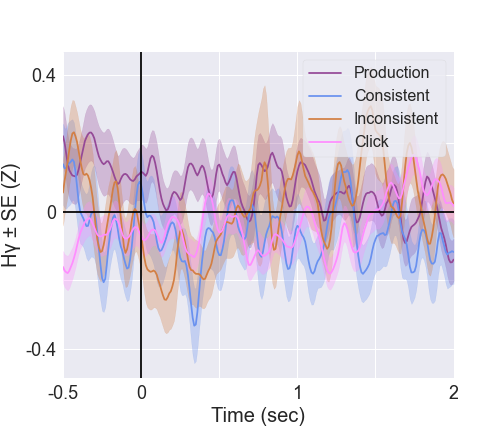 Production
Consistent
Inconsistent
Click
0.4
0
-0.4
Hγ ± SE (Z)
-0.5
0
1
2
Time (sec)